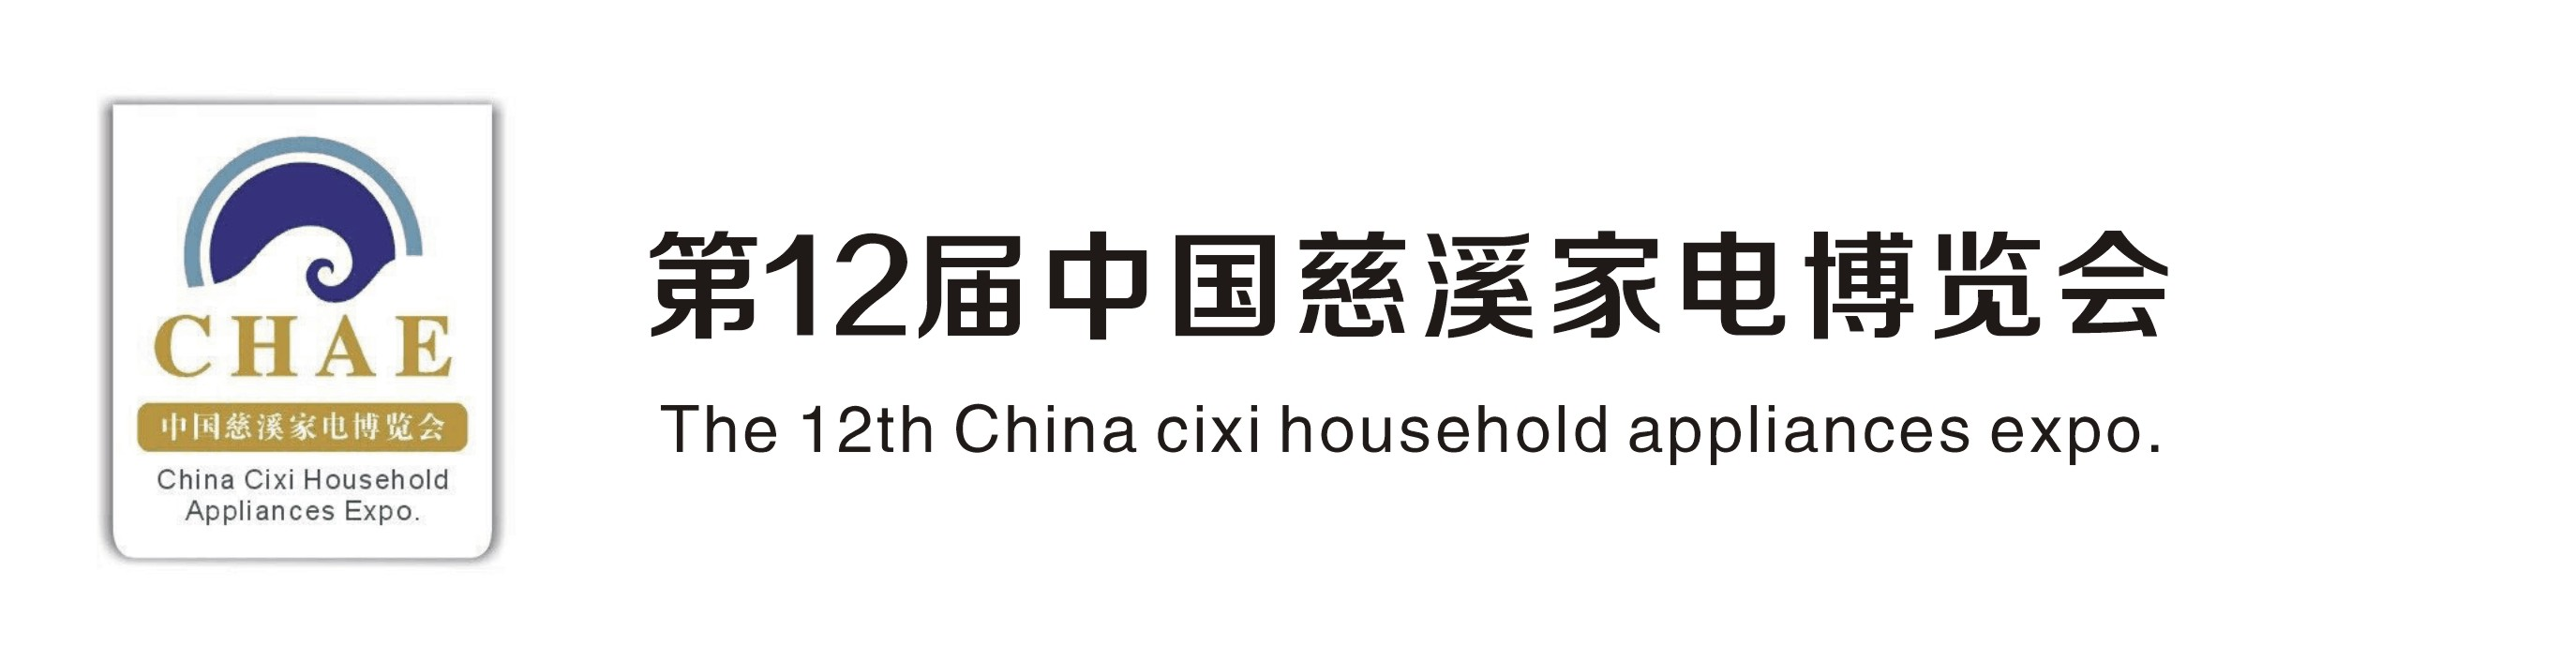 CHAE
中国慈溪家电博览会
China Cixi Household
Appliances Expo.
第12届中国慈溪家电博览会
The 12th China cixi household appliances expo.